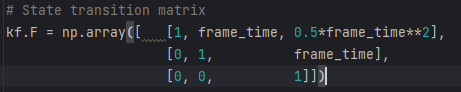 # State transition matrix
kf.F = np.array([    [1, frame_time, 0.5*frame_time**2],
                 [0, 1,          frame_time],
                 [0, 0,          1]])